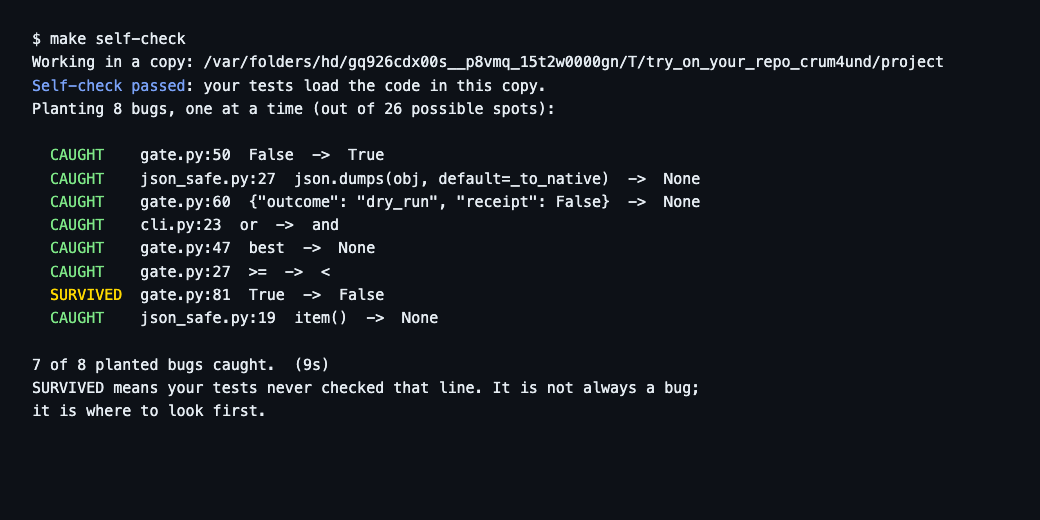 $ make self-check
Working in a copy: /var/folders/hd/gq926cdx00s__p8vmq_15t2w0000gn/T/try_on_your_repo_crum4und/project
Self-check passed: your tests load the code in this copy.
Planting 8 bugs, one at a time (out of 26 possible spots):
CAUGHT    gate.py:50  False  ->  True
CAUGHT    json_safe.py:27  json.dumps(obj, default=_to_native)  ->  None
CAUGHT    gate.py:60  {"outcome": "dry_run", "receipt": False}  ->  None
CAUGHT    cli.py:23  or  ->  and
CAUGHT    gate.py:47  best  ->  None
CAUGHT    gate.py:27  >=  ->  <
SURVIVED  gate.py:81  True  ->  False
CAUGHT    json_safe.py:19  item()  ->  None
7 of 8 planted bugs caught.  (9s)
SURVIVED means your tests never checked that line. It is not always a bug;
it is where to look first.